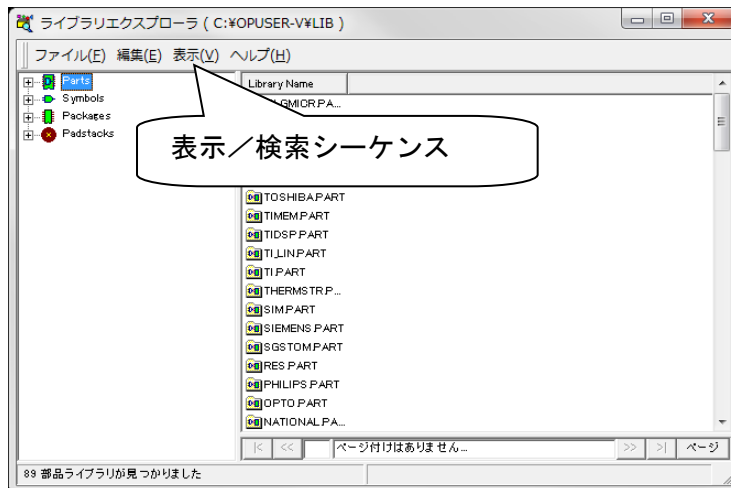 ライブラリエクスプローラ ( C:¥OPUSER-V¥LIB )
ファイル(F) 編集(E) 表示(V) ヘルプ(H)
Parts
Symbols
Packages
Padstacks
Library Name
表示／検索シーケンス
TOSHIBA.PART
TIMEM.PART
TIDSP.PART
TI_LIN.PART
TI.PART
THERMSTR.P...
SIM.PART
SIEMENS.PART
SGSTOM.PART
RES.PART
PHILIPS.PART
OPTO.PART
NATIONAL.PA...
|< << ページ付けはありません... >> >| ページ
89 部品ライブラリが見つかりました